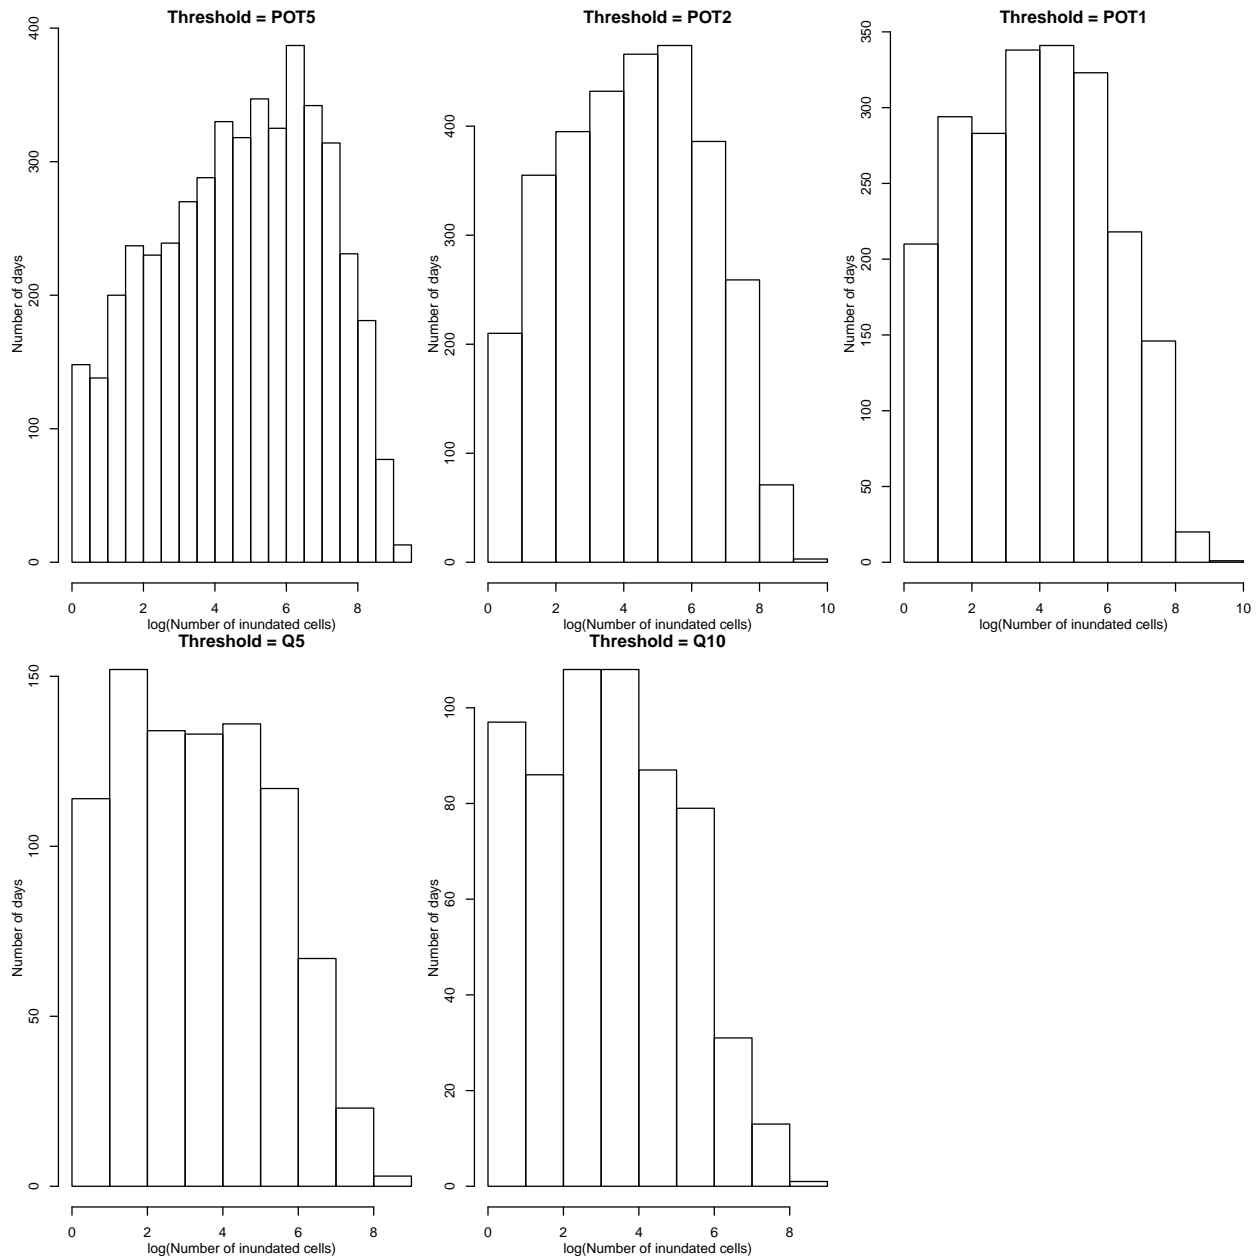 Threshold = POT5
Number of days
0 100 200 300 400
0 2 4 6 8
log(Number of inundated cells)
Threshold = POT2
Number of days
0 100 200 300 400
0 2 4 6 8 10
log(Number of inundated cells)
Threshold = POT1
Number of days
0 50 100 150 200 250 300 350
0 2 4 6 8 10
log(Number of inundated cells)
Threshold = Q5
Number of days
0 50 100 150
0 2 4 6 8
log(Number of inundated cells)
Threshold = Q10
Number of days
0 20 40 60 80 100
0 2 4 6 8
log(Number of inundated cells)